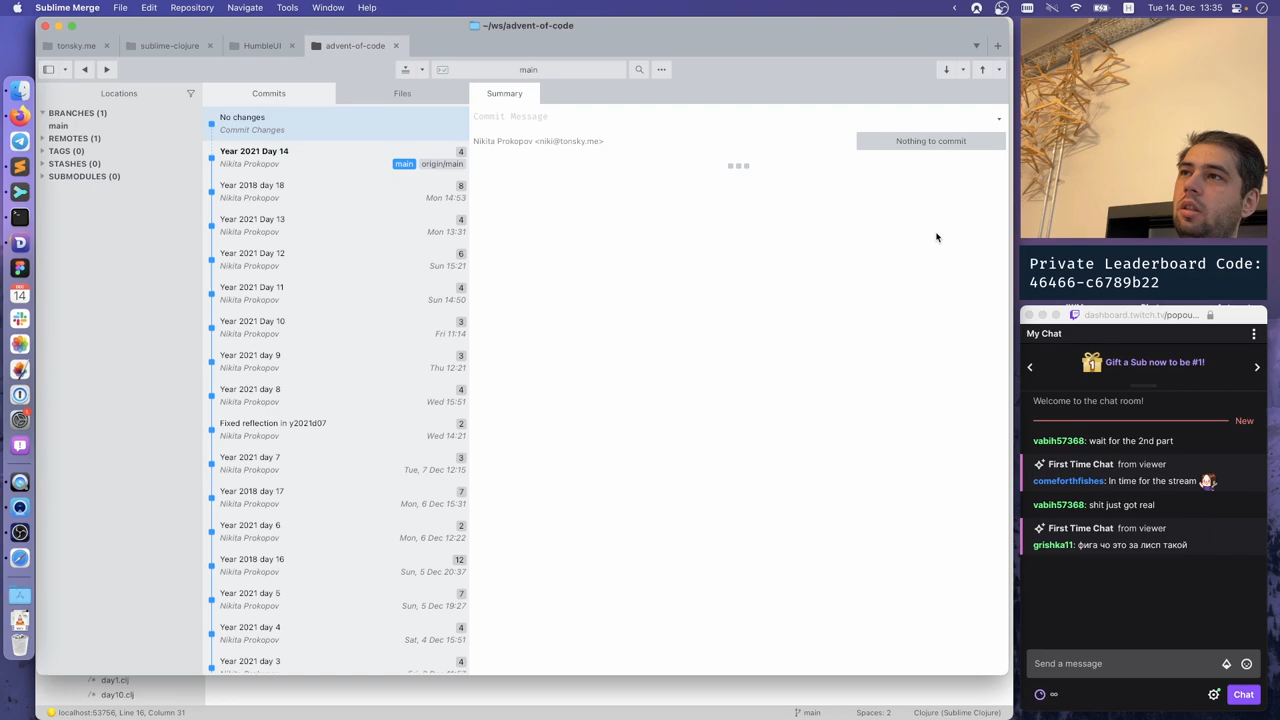 Sublime Merge
File
Edit
Navigate
Tools
Window
Help
Tue 14. Dec 13:35
~/ws/advent-of-code
tonsky.me
sublime-clojure
HumbleUI
advent-of-code
main
Locations
BRANCHES (1)
main
REMOTES (1)
TAGS (0)
STASHES (0)
SUBMODULES (0)
Commits
Files
No changes
Commit Changes
Year 2021 Day 14
4
Nikita Prokopov
main
origin/main
Year 2018 day 18
8
Nikita Prokopov
Mon 14:53
Year 2021 Day 13
4
Nikita Prokopov
Mon 13:31
Year 2021 Day 12
6
Nikita Prokopov
Sun 15:21
Year 2021 Day 11
4
Nikita Prokopov
Sun 14:50
Year 2021 Day 10
3
Nikita Prokopov
Fri 11:14
Year 2021 day 9
3
Nikita Prokopov
Thu 12:21
Year 2021 day 8
4
Nikita Prokopov
Wed 15:51
Fixed reflection in y2021d07
2
Nikita Prokopov
Wed 14:21
Year 2021 day 7
3
Nikita Prokopov
Tue, 7 Dec 12:15
Year 2018 day 17
7
Nikita Prokopov
Mon, 6 Dec 15:31
Year 2021 day 6
2
Nikita Prokopov
Mon, 6 Dec 12:22
Year 2018 day 16
12
Nikita Prokopov
Sun, 5 Dec 20:37
Year 2021 day 5
7
Nikita Prokopov
Sun, 5 Dec 19:27
Year 2021 day 4
4
Nikita Prokopov
Sat, 4 Dec 15:51
Year 2021 day 3
4
Summary
Commit Message
Nikita Prokopov <niki@tonsky.me>
Nothing to commit
day1.clj
day10.clj
localhost:53756, Line 16, Column 31
main
Spaces: 2
Clojure (Sublime Clojure)
Private Leaderboard Code:
46466-c6789b22
dashboard.twitch.tv/popou...
My Chat
Gift a Sub now to be #1!
Welcome to the chat room!
New
vabih57368: wait for the 2nd part
First Time Chat from viewer
comeforthfishes: In time for the stream
vabih57368: shit just got real
First Time Chat from viewer
grishka11: фига чо это за лисп такой
Send a message
Chat